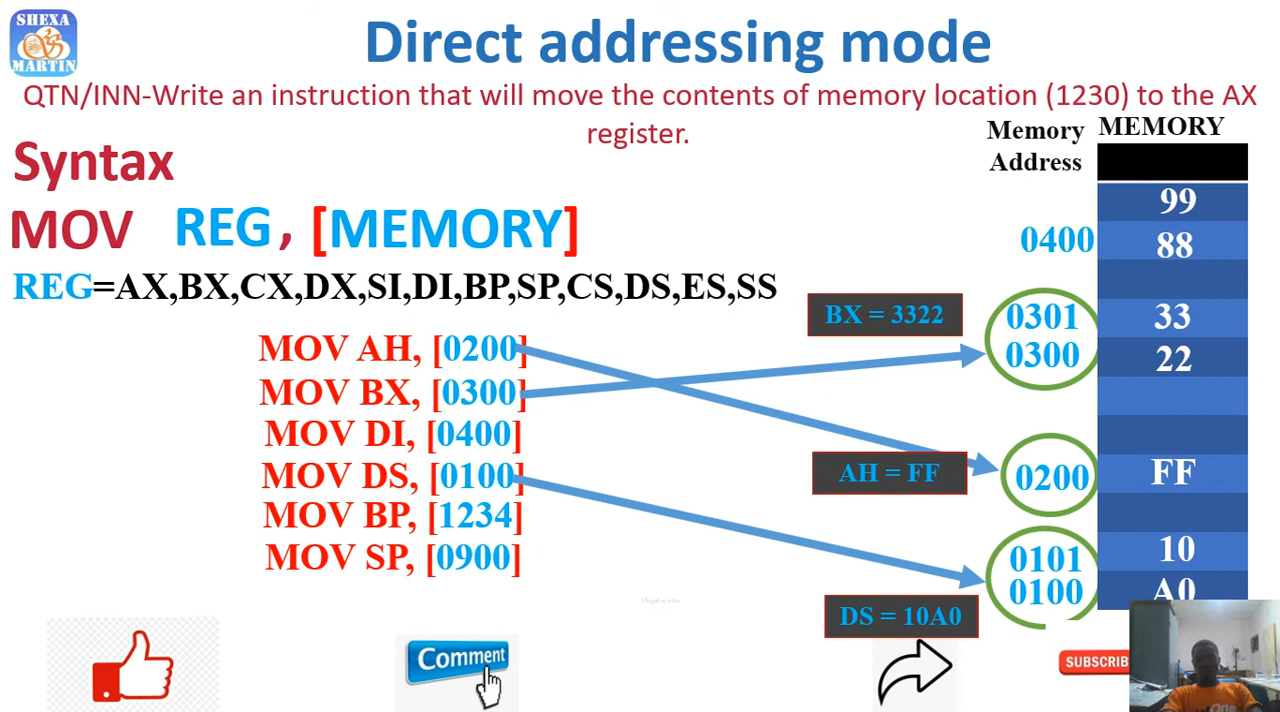 SHEXA
MARTIN
Direct addressing mode
QTN/INN-Write an instruction that will move the contents of memory location (1230) to the AX
register.
Memory
Address
MEMORY
Syntax
MOV REG, [MEMORY]
REG=AX,BX,CX,DX,SI,DI,BP,SP,CS,DS,ES,SS
99
0400 88
BX = 3322
0301 33
0300 22
MOV AH, [0200]
MOV BX, [0300]
MOV DI, [0400]
MOV DS, [0100]
MOV BP, [1234]
MOV SP, [0900]
AH = FF
0200 FF
0101 10
0100 A0
DS = 10A0
Illegal syntax
Comment
SUBSCRIB